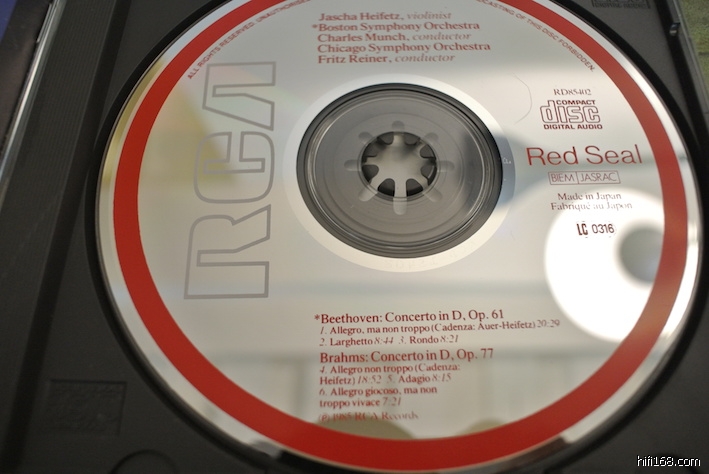 ALL RIGHTS RESERVED. UNAUTHORISED
CASTING OF THIS DISC FORBIDDEN.
Jascha Heifetz, violinist
*Boston Symphony Orchestra
Charles Munch, conductor
Chicago Symphony Orchestra
Fritz Reiner, conductor
RCA
RD85402
COMPACT
disc
DIGITAL AUDIO
Red Seal
BIEM JASRAC
Made in Japan
Fabriqué au Japon
LC 0316
*Beethoven: Concerto in D, Op. 61
1. Allegro, ma non troppo (Cadenza: Auer-Heifetz) 20:29
2. Larghetto 8:44 3. Rondo 8:21
Brahms: Concerto in D, Op. 77
4. Allegro non troppo (Cadenza:
Heifetz) 18:52 5. Adagio 8:15
6. Allegro giocoso, ma non
troppo vivace 7:21
℗ 1985 RCA Records
hifi168.com